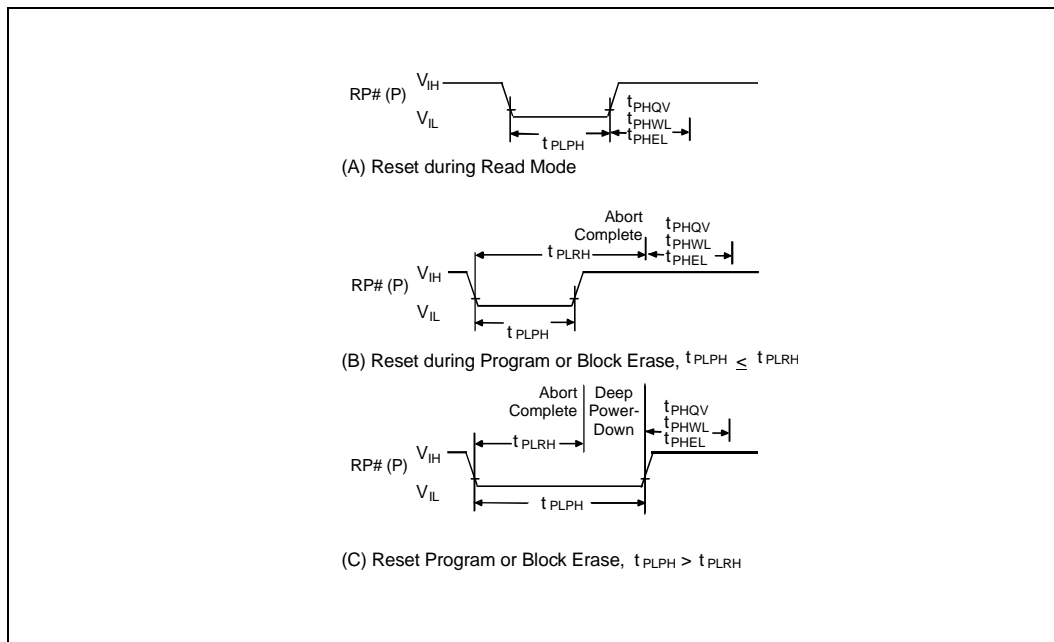 RP# (P)
VIH
VIL
tPLPH
tPHQV
tPHWL
tPHEL
(A) Reset during Read Mode
Abort
Complete
tPLRH
tPHQV
tPHWL
tPHEL
RP# (P)
VIH
VIL
tPLPH
(B) Reset during Program or Block Erase, tPLPH ≤ tPLRH
Abort
Complete
Deep
Power-
Down
tPLRH
tPHQV
tPHWL
tPHEL
RP# (P)
VIH
VIL
tPLPH
(C) Reset Program or Block Erase, tPLPH > tPLRH